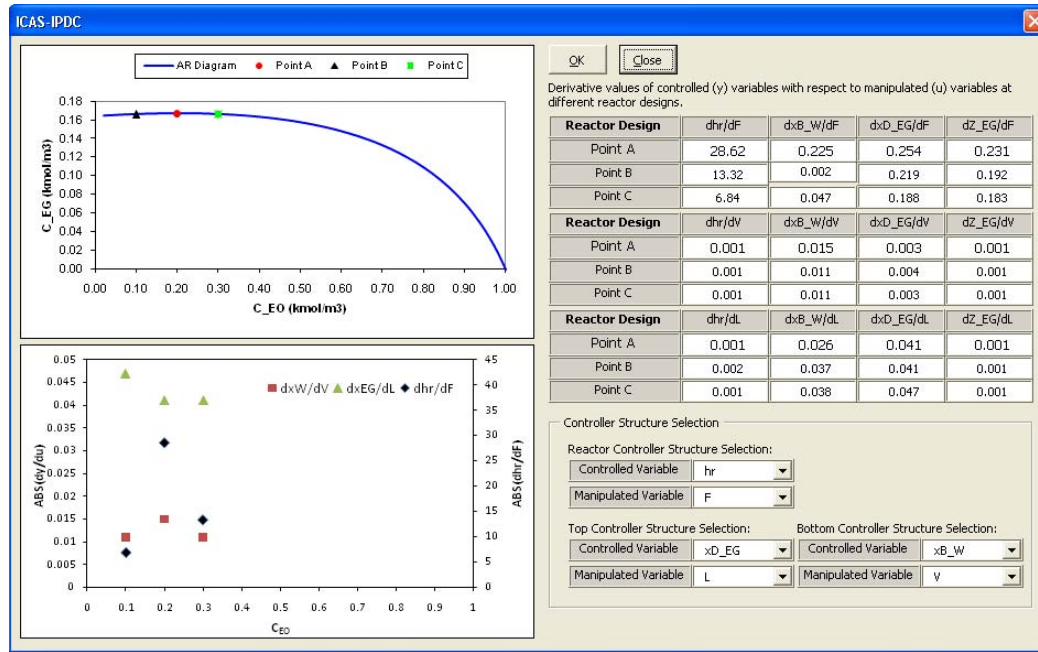 ICAS-IPDC
AR Diagram Point A Point B Point C
0.18
0.16
0.14
0.12
0.10
0.08
0.06
0.04
0.02
0.00
C_EG (kmol/m3)
0.00 0.10 0.20 0.30 0.40 0.50 0.60 0.70 0.80 0.90 1.00
C_EO (kmol/m3)
0.05
0.045
0.04
0.035
0.03
0.025
0.02
0.015
0.01
0.005
0
ABS(dy/du)
dxW/dV dxEG/dL dhr/dF
45
40
35
30
25
20
15
10
5
0
ABS(dhr/dF)
0 0.1 0.2 0.3 0.4 0.5 0.6 0.7 0.8 0.9 1
C_EO
OK Close
Derivative values of controlled (y) variables with respect to manipulated (u) variables at
different reactor designs.
Reactor Design dhr/dF dxB_W/dF dxD_EG/dF dZ_EG/dF
Point A 28.62 0.225 0.254 0.231
Point B 13.32 0.002 0.219 0.192
Point C 6.84 0.047 0.188 0.183
Reactor Design dhr/dV dxB_W/dV dxD_EG/dV dZ_EG/dV
Point A 0.001 0.015 0.003 0.001
Point B 0.001 0.011 0.004 0.001
Point C 0.001 0.011 0.003 0.001
Reactor Design dhr/dL dxB_W/dL dxD_EG/dL dZ_EG/dL
Point A 0.001 0.026 0.041 0.001
Point B 0.002 0.037 0.041 0.001
Point C 0.001 0.038 0.047 0.001
Controller Structure Selection
Reactor Controller Structure Selection:
Controlled Variable hr
Manipulated Variable F
Top Controller Structure Selection: Bottom Controller Structure Selection:
Controlled Variable xD_EG Controlled Variable xB_W
Manipulated Variable L Manipulated Variable V